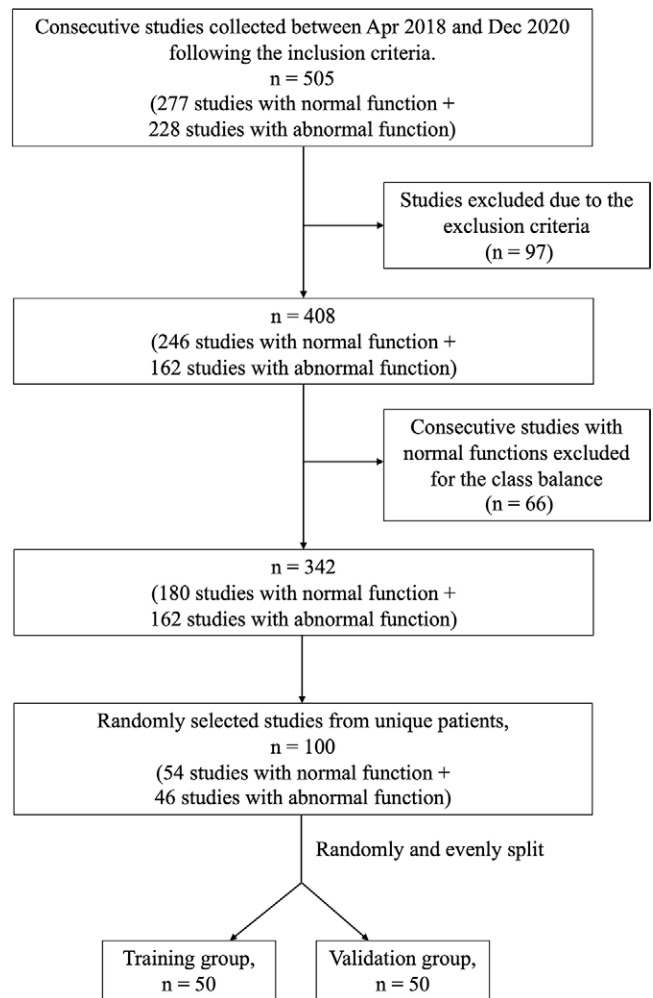 Consecutive studies collected between Apr 2018 and Dec 2020
following the inclusion criteria.
n = 505
(277 studies with normal function +
228 studies with abnormal function)
Studies excluded due to the
exclusion criteria
(n = 97)
n = 408
(246 studies with normal function +
162 studies with abnormal function)
Consecutive studies with
normal functions excluded
for the class balance
(n = 66)
n = 342
(180 studies with normal function +
162 studies with abnormal function)
Randomly selected studies from unique patients,
n = 100
(54 studies with normal function +
46 studies with abnormal function)
Randomly and evenly split
Training group,
n = 50
Validation group,
n = 50